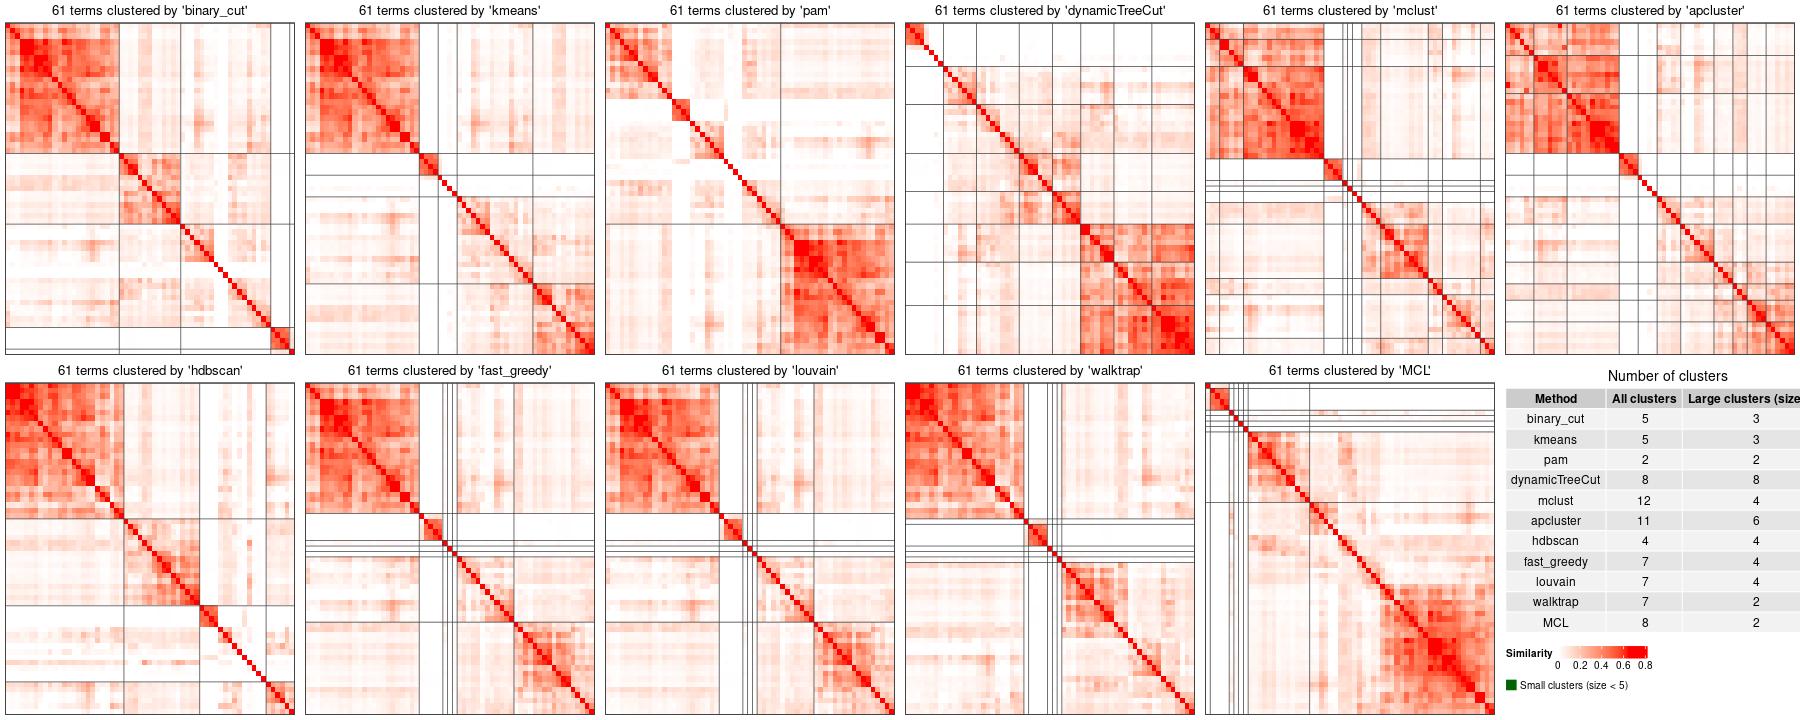 61 terms clustered by 'binary_cut'
61 terms clustered by 'kmeans'
61 terms clustered by 'pam'
61 terms clustered by 'dynamicTreeCut'
61 terms clustered by 'mclust'
61 terms clustered by 'apcluster'
61 terms clustered by 'hdbscan'
61 terms clustered by 'fast_greedy'
61 terms clustered by 'louvain'
61 terms clustered by 'walktrap'
61 terms clustered by 'MCL'
Number of clusters
Method All clusters Large clusters (size
binary_cut 5 3
kmeans 5 3
pam 2 2
dynamicTreeCut 8 8
mclust 12 4
apcluster 11 6
hdbscan 4 4
fast_greedy 7 4
louvain 7 4
walktrap 7 2
MCL 8 2
Similarity
0 0.2 0.4 0.6 0.8
Small clusters (size < 5)